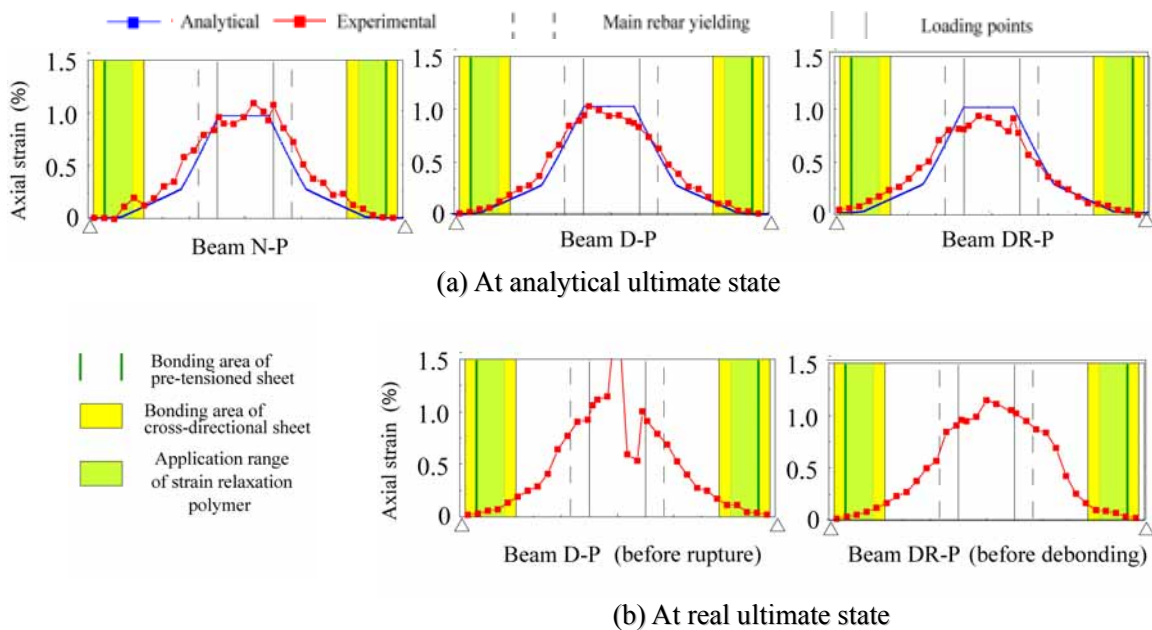 Analytical Experimental Main rebar yielding Loading points
Axial strain (%)
1.5
1.0
0.5
0
1.5
1.0
0.5
0
1.5
1.0
0.5
0
Beam N-P Beam D-P Beam DR-P
(a) At analytical ultimate state
Bonding area of
pre-tensioned sheet
Bonding area of
cross-directional sheet
Application range
of strain relaxation
polymer
Axial strain (%)
1.5
1.0
0.5
0
1.5
1.0
0.5
0
Beam D-P (before rupture) Beam DR-P (before debonding)
(b) At real ultimate state